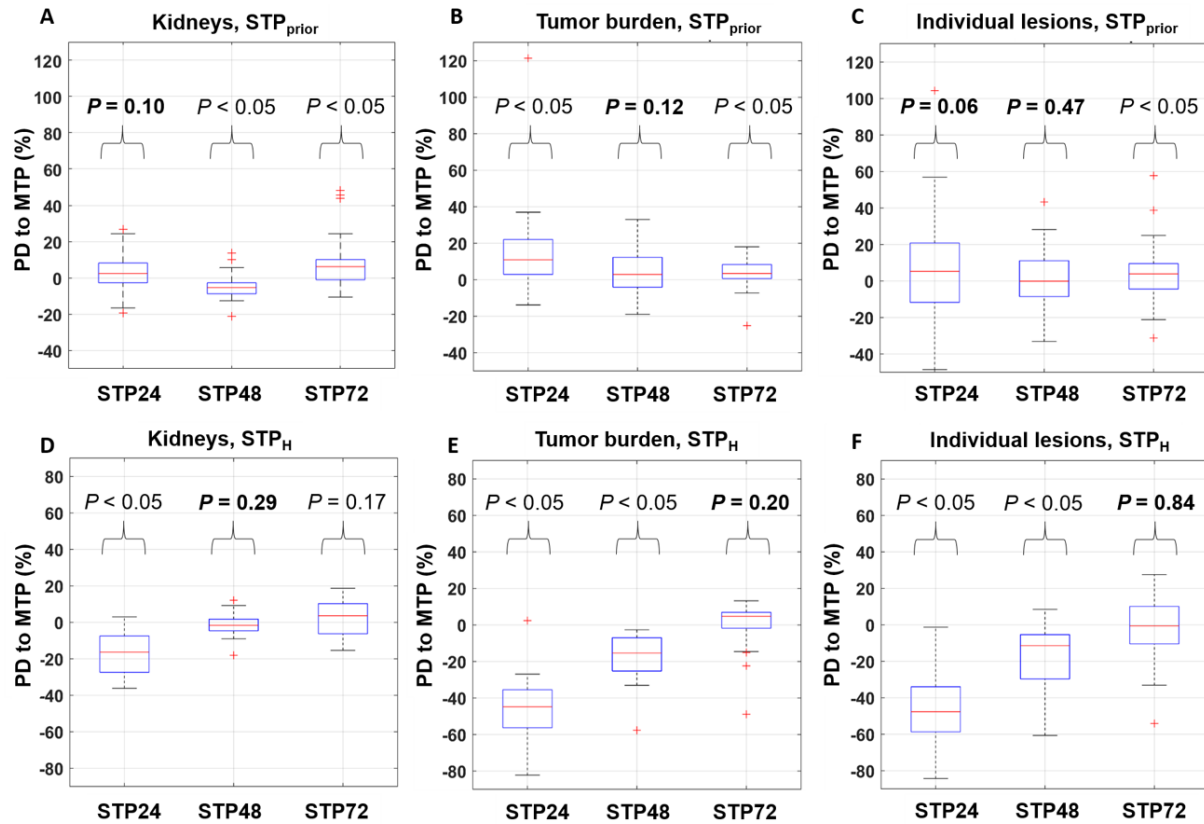 A
Kidneys, STPprior
PD to MTP (%)
120
100
80
60
40
20
0
-20
-40
P = 0.10
P < 0.05
P < 0.05
STP24
STP48
STP72
B
Tumor burden, STPprior
PD to MTP (%)
120
100
80
60
40
20
0
-20
-40
P < 0.05
P = 0.12
P < 0.05
STP24
STP48
STP72
C
Individual lesions, STPprior
PD to MTP (%)
120
100
80
60
40
20
0
-20
-40
P = 0.06
P = 0.47
P < 0.05
STP24
STP48
STP72
D
Kidneys, STPH
PD to MTP (%)
80
60
40
20
0
-20
-40
-60
-80
P < 0.05
P = 0.29
P = 0.17
STP24
STP48
STP72
E
Tumor burden, STPH
PD to MTP (%)
80
60
40
20
0
-20
-40
-60
-80
P < 0.05
P < 0.05
P = 0.20
STP24
STP48
STP72
F
Individual lesions, STPH
PD to MTP (%)
80
60
40
20
0
-20
-40
-60
-80
P < 0.05
P < 0.05
P = 0.84
STP24
STP48
STP72